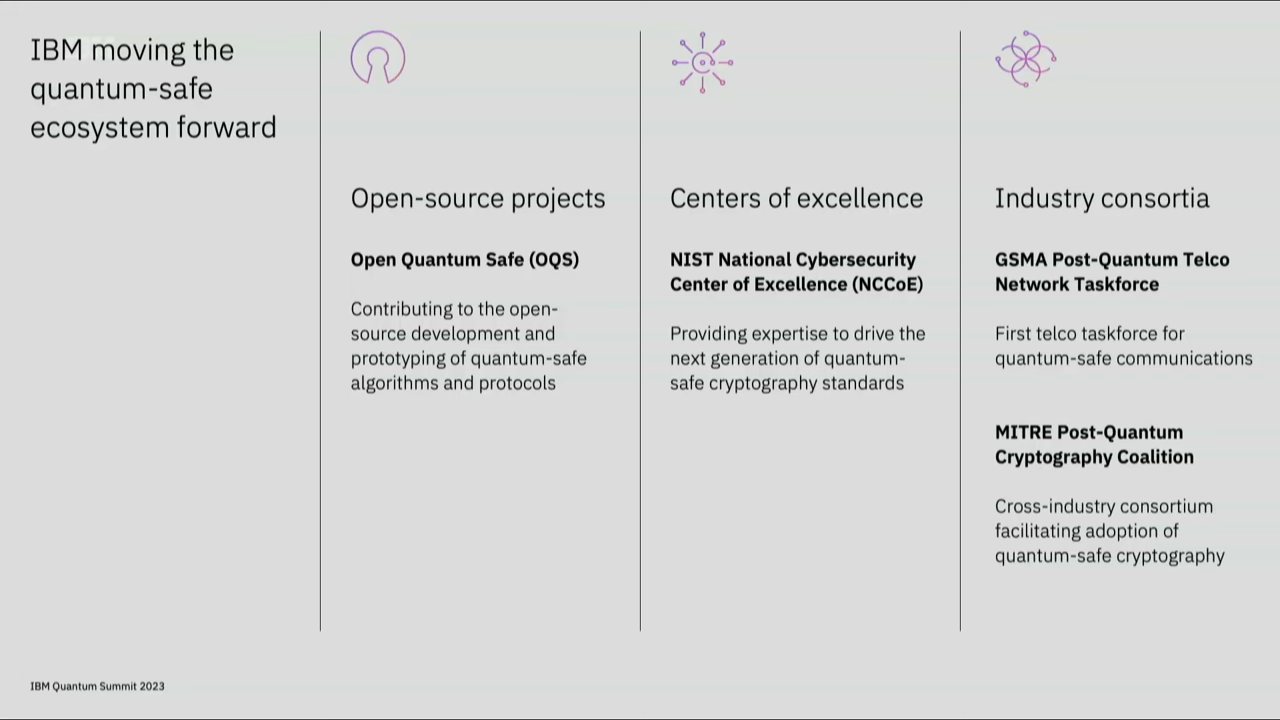 IBM moving the
quantum-safe
ecosystem forward
Open-source projects
Open Quantum Safe (OQS)
Contributing to the open-
source development and
prototyping of quantum-safe
algorithms and protocols
Centers of excellence
NIST National Cybersecurity
Center of Excellence (NCCoE)
Providing expertise to drive the
next generation of quantum-
safe cryptography standards
Industry consortia
GSMA Post-Quantum Telco
Network Taskforce
First telco taskforce for
quantum-safe communications
MITRE Post-Quantum
Cryptography Coalition
Cross-industry consortium
facilitating adoption of
quantum-safe cryptography
IBM Quantum Summit 2023